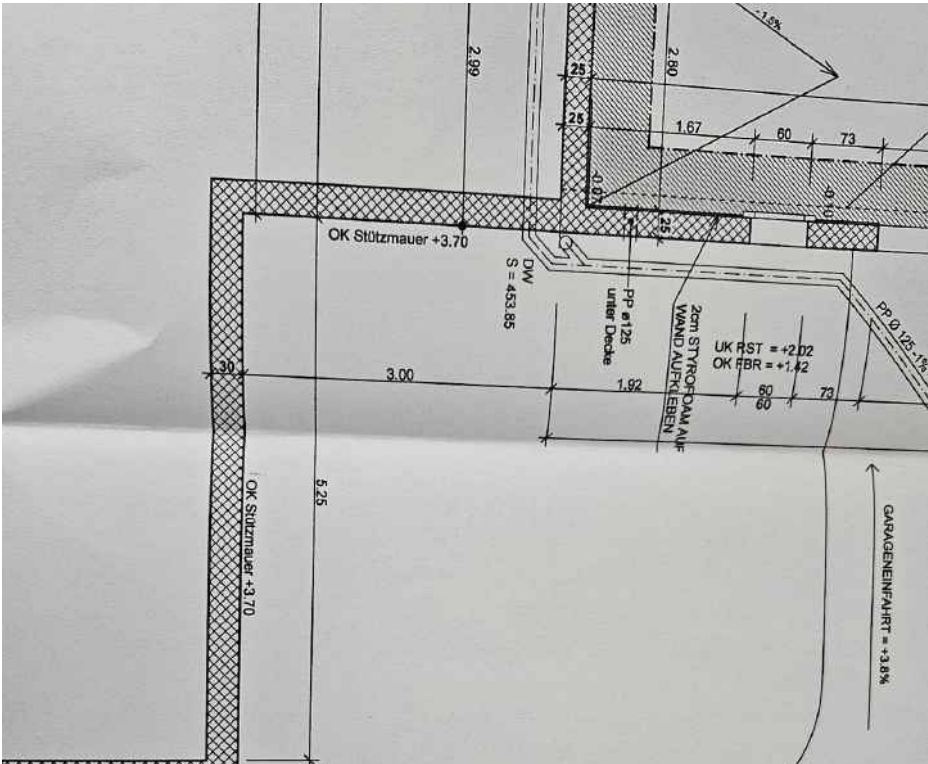 -1.5%
2.99
2.80
25
25
1.67
60
73
-0.07
-0.10
25
OK Stützmauer +3.70
DW
S = 453.85
PP ø125
unter Decke
2cm STYROFOAM AUF
WAND AUFKLEBEN
UK RST = +2.02
OK FBR = +1.42
PP Ø 125 -1%
30
3.00
1.92
60
60
73
OK Stützmauer +3.70
5.25
GARAGENEINFAHRT = +3.8%